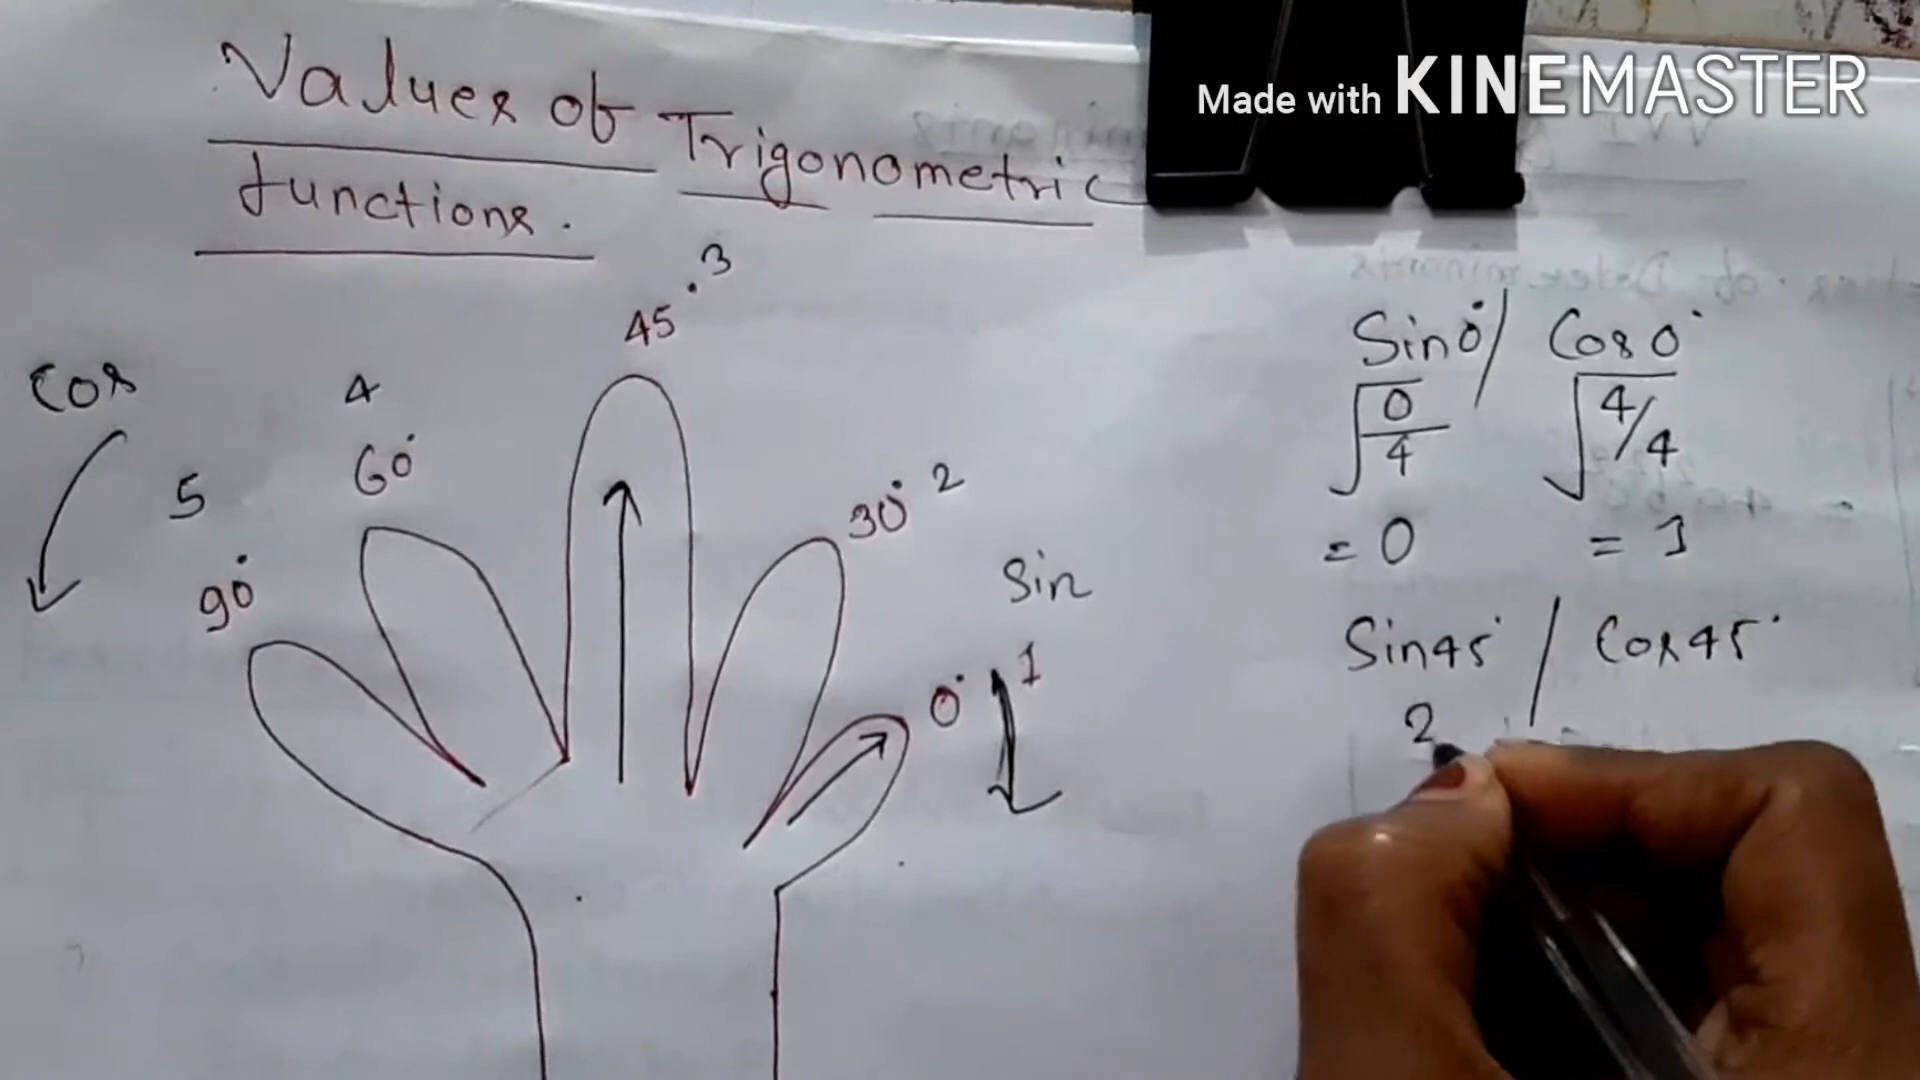 Made with KINEMASTER
Values of Trigonometric
functions.
45° 3
Cos
4
60°
5
90°
30° 2
Sin
0° 1
Sin0° / Cos0°
√0/4 √4/4
= 0 = 1
Sin45° / Cos45°
2